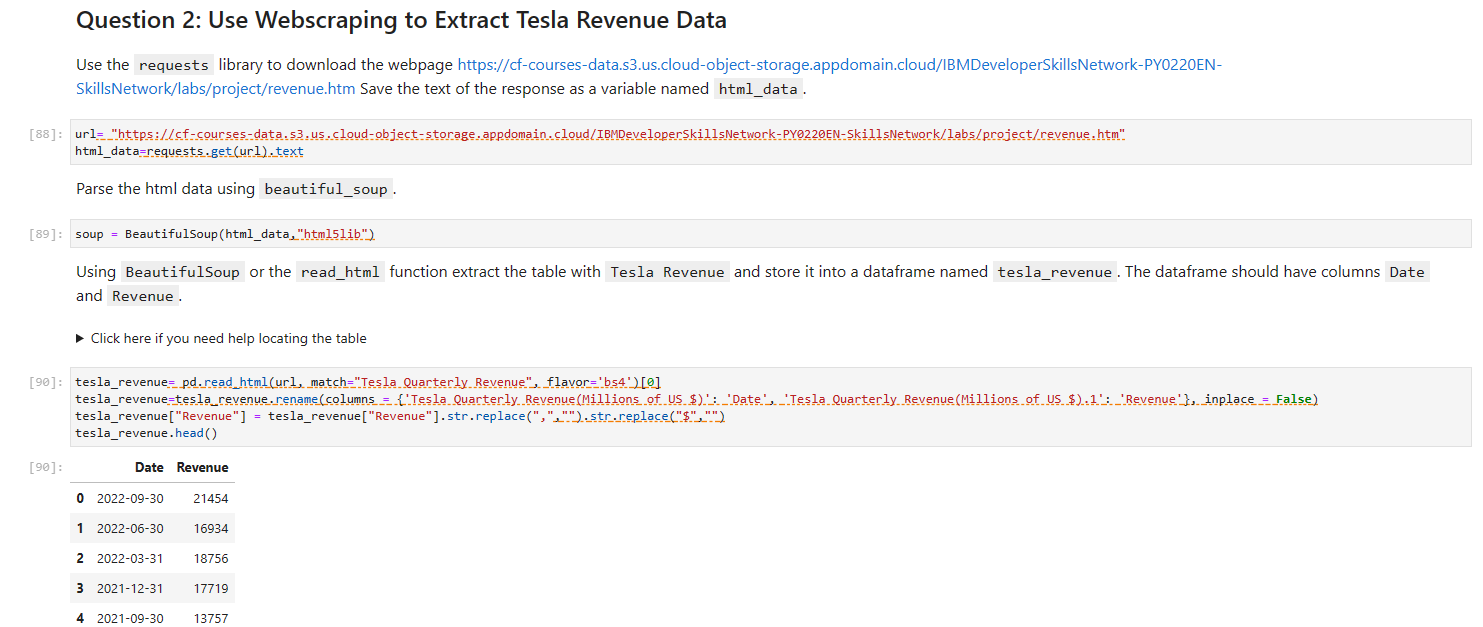 Question 2: Use Webscraping to Extract Tesla Revenue Data
Use the requests library to download the webpage https://cf-courses-data.s3.us.cloud-object-storage.appdomain.cloud/IBMDeveloperSkillsNetwork-PY0220EN-
SkillsNetwork/labs/project/revenue.htm Save the text of the response as a variable named html_data.
[88]: url= "https://cf-courses-data.s3.us.cloud-object-storage.appdomain.cloud/IBMDeveloperSkillsNetwork-PY0220EN-SkillsNetwork/labs/project/revenue.htm"
html_data=requests.get(url).text
Parse the html data using beautiful_soup.
[89]: soup = BeautifulSoup(html_data,"html5lib")
Using BeautifulSoup or the read_html function extract the table with Tesla Revenue and store it into a dataframe named tesla_revenue. The dataframe should have columns Date
and Revenue.
▶ Click here if you need help locating the table
[90]: tesla_revenue= pd.read_html(url, match="Tesla Quarterly Revenue", flavor='bs4')[0]
tesla_revenue=tesla_revenue.rename(columns = {'Tesla Quarterly Revenue(Millions of US $)': 'Date', 'Tesla Quarterly Revenue(Millions of US $).1': 'Revenue'}, inplace = False)
tesla_revenue["Revenue"] = tesla_revenue["Revenue"].str.replace(",","").str.replace("$","")
tesla_revenue.head()
[90]: Date Revenue
0 2022-09-30 21454
1 2022-06-30 16934
2 2022-03-31 18756
3 2021-12-31 17719
4 2021-09-30 13757